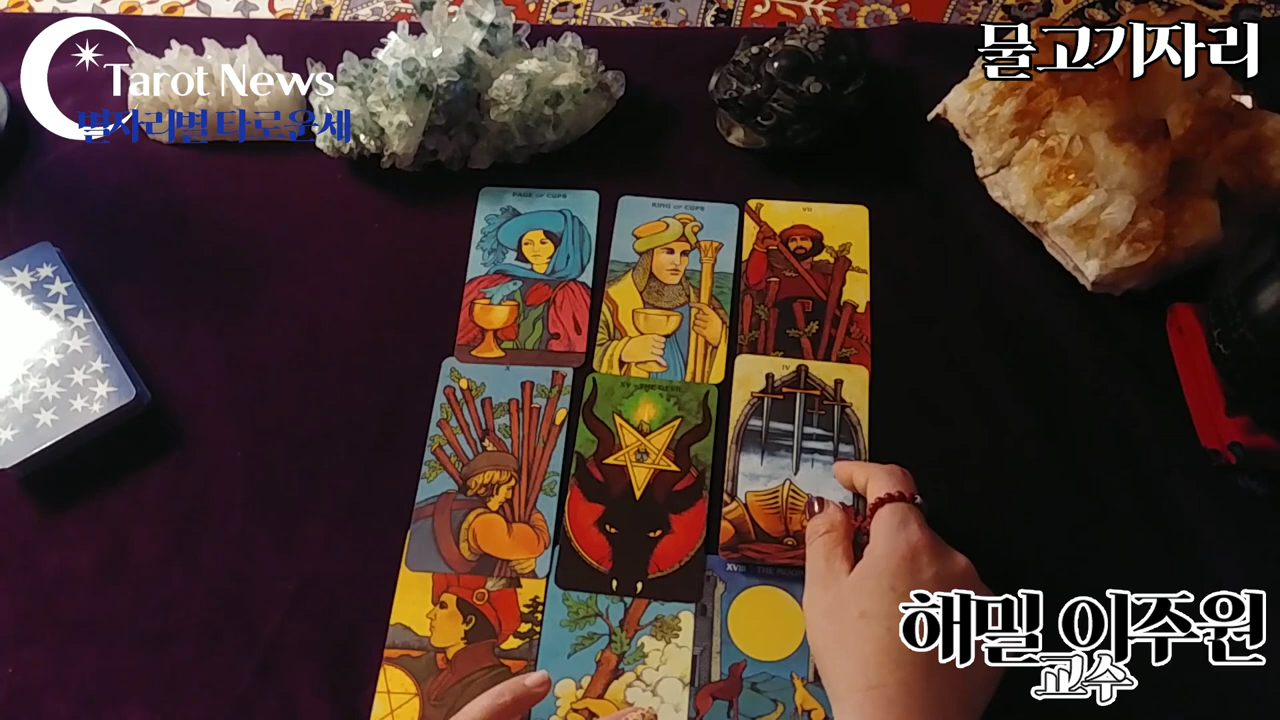 Tarot News
별자리별 타로운세
물고기자리
PAGE OF CUPS
KING OF CUPS
VII
X
XV THE DEVIL
IV
XVIII THE MOON
해밀 이주원
교수